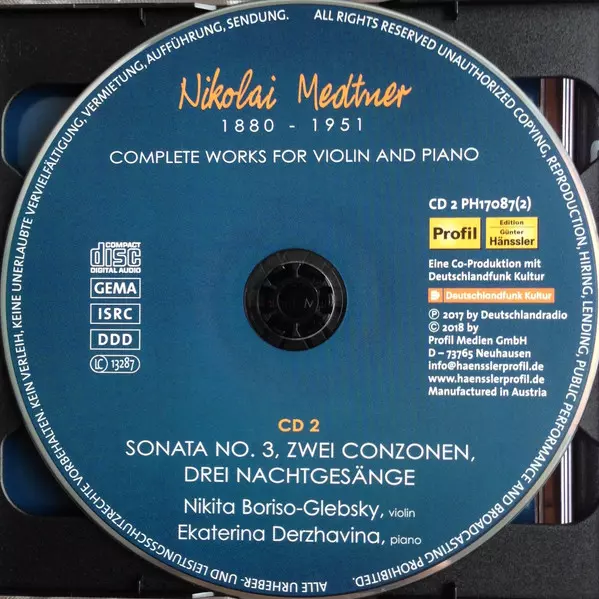 ALL RIGHTS RESERVED UNAUTHORIZED COPYING, REPRODUCTION, HIRING, LENDING, PUBLIC PERFORMANCE AND BROADCASTING PROHIBITED.
ALLE URHEBER- UND LEISTUNGSSCHUTZRECHTE VORBEHALTEN. KEIN VERLEIH, KEINE UNERLAUBTE VERVIELFÄLTIGUNG, VERMIETUNG, AUFFÜHRUNG, SENDUNG.
Nikolai Medtner
1880 - 1951
COMPLETE WORKS FOR VIOLIN AND PIANO
CD 2 PH17087(2)
Profil
Edition
Günter
Hänssler
COMPACT
disc
DIGITAL AUDIO
GEMA
ISRC
DDD
LC 13287
Eine Co-Produktion mit
Deutschlandfunk Kultur
Deutschlandfunk Kultur
Ⓟ 2017 by Deutschlandradio
© 2018 by
Profil Medien GmbH
D – 73765 Neuhausen
info@haensslerprofil.de
www.haensslerprofil.de
Manufactured in Austria
CD 2
SONATA NO. 3, ZWEI CONZONEN,
DREI NACHTGESÄNGE
Nikita Boriso-Glebsky, violin
Ekaterina Derzhavina, piano